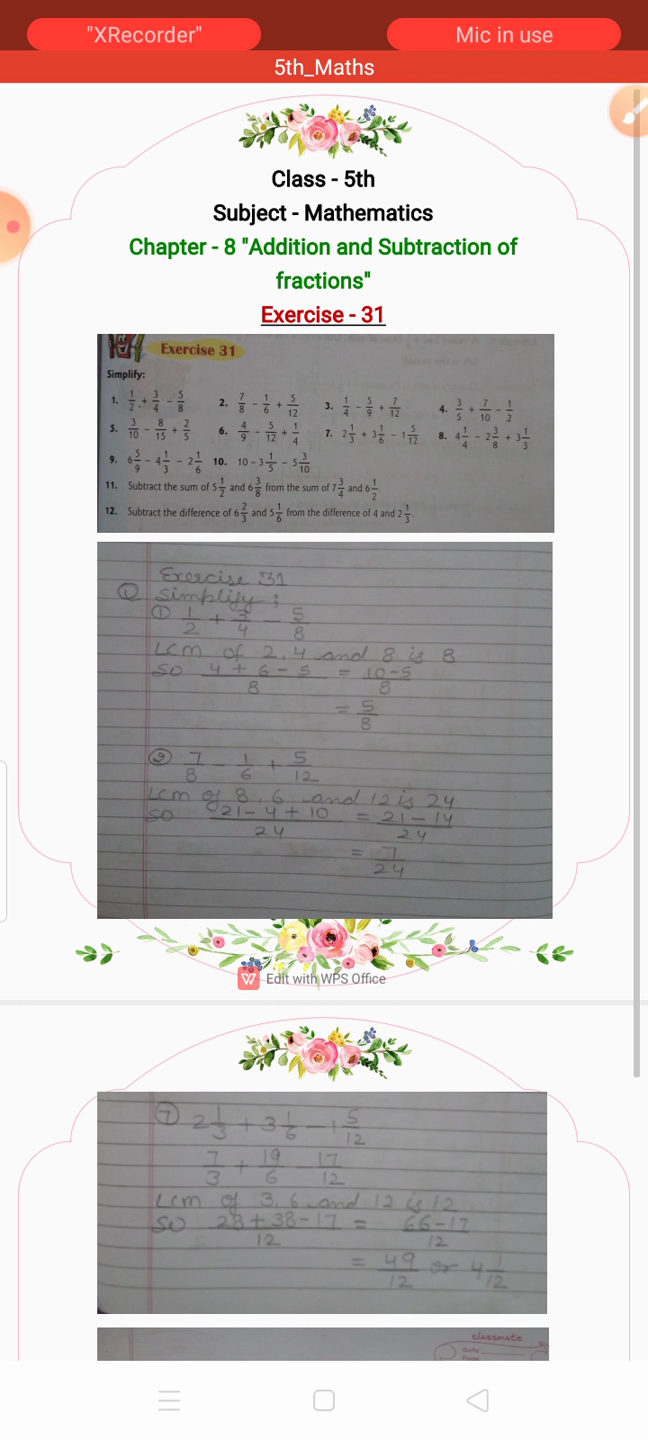 "XRecorder"
Mic in use
5th_Maths
Class - 5th
Subject - Mathematics
Chapter - 8 "Addition and Subtraction of
fractions"
Exercise - 31
Exercise 31
Simplify:
1. 1/2 + 3/4 - 5/8 2. 7/8 - 1/6 + 5/12 3. 1/4 - 5/9 + 7/12 4. 3/5 + 7/10 - 1/2
5. 3/10 - 8/15 + 2/5 6. 4/9 - 5/12 + 1/4 7. 2 1/3 + 3 1/6 - 1 5/12 8. 4 1/4 - 2 3/8 + 3 1/3
9. 6 5/9 - 4 1/3 - 2 1/6 10. 10 - 3 1/5 - 5 3/10
11. Subtract the sum of 5 1/2 and 6 3/8 from the sum of 7 3/4 and 6 1/2.
12. Subtract the difference of 6 2/3 and 5 1/6 from the difference of 4 and 2 1/3.
Exercise 31
Q Simplify ;
① 1/2 + 3/4 - 5/8
LCM of 2, 4 and 8 is 8
SO 4 + 6 - 5/8 = 10 - 5/8
= 5/8
② 7/8 - 1/6 + 5/12
LCM of 8, 6 and 12 is 24
SO 21 - 4 + 10/24 = 21 - 14/24
= 7/24
Edit with WPS Office
⑦ 2 1/3 + 3 1/6 - 1 5/12
7/3 + 19/6 - 17/12
LCM of 3, 6 and 12 is 12
SO 28 + 38 - 17/12 = 66 - 17/12
= 49/12 or 4 1/12
classmate
Date